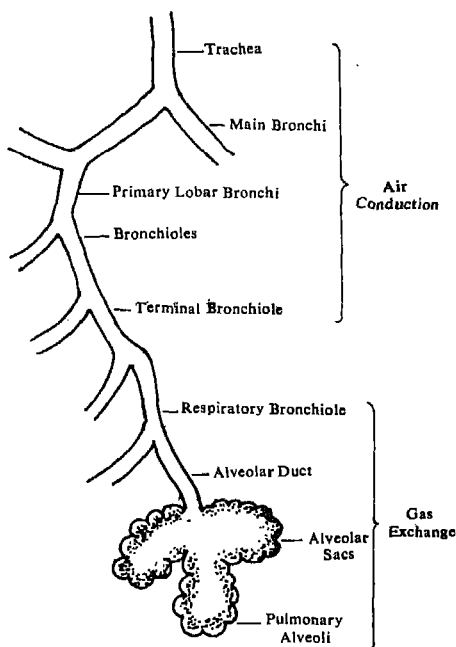 Trachea
Main Bronchi
Primary Lobar Bronchi
Air
Conduction
Bronchioles
Terminal Bronchiole
Respiratory Bronchiole
Alveolar Duct
Gas
Exchange
Alveolar
Sacs
Pulmonary
Alveoli